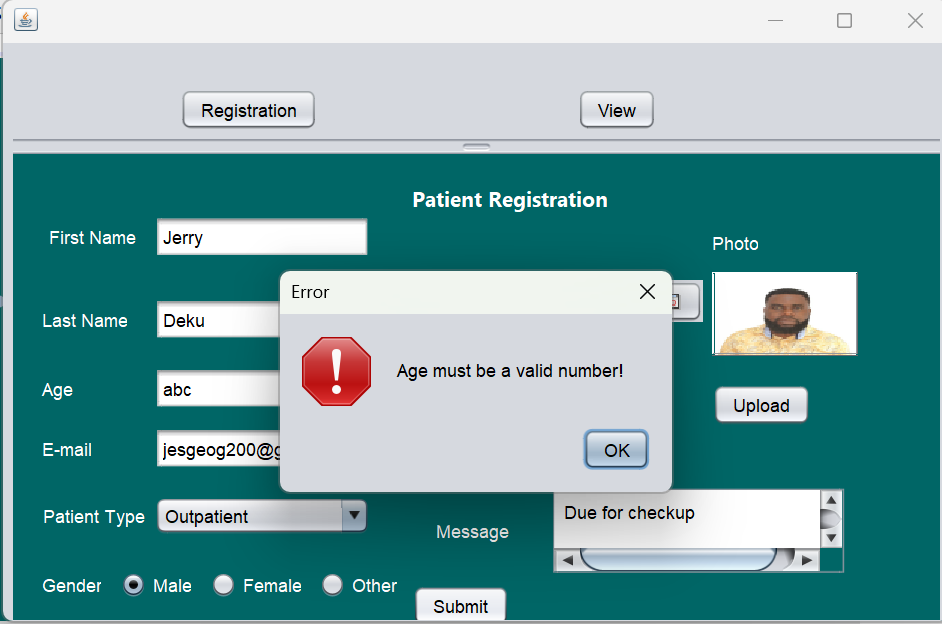 Registration
View
Patient Registration
First Name
Jerry
Photo
Last Name
Deku
Error
Age must be a valid number!
OK
Age
abc
Upload
E-mail
jesgeog200@g
Patient Type
Outpatient
Message
Due for checkup
Gender
Male
Female
Other
Submit